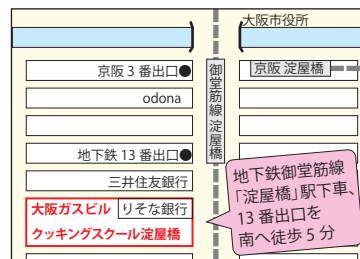 大阪市役所
京阪 3 番出口●
御堂筋線 淀屋橋
京阪 淀屋橋
odona
地下鉄 13 番出口●
三井住友銀行
大阪ガスビル りそな銀行
クッキングスクール淀屋橋
地下鉄御堂筋線
「淀屋橋」駅下車、
13 番出口を
南へ徒歩 5 分